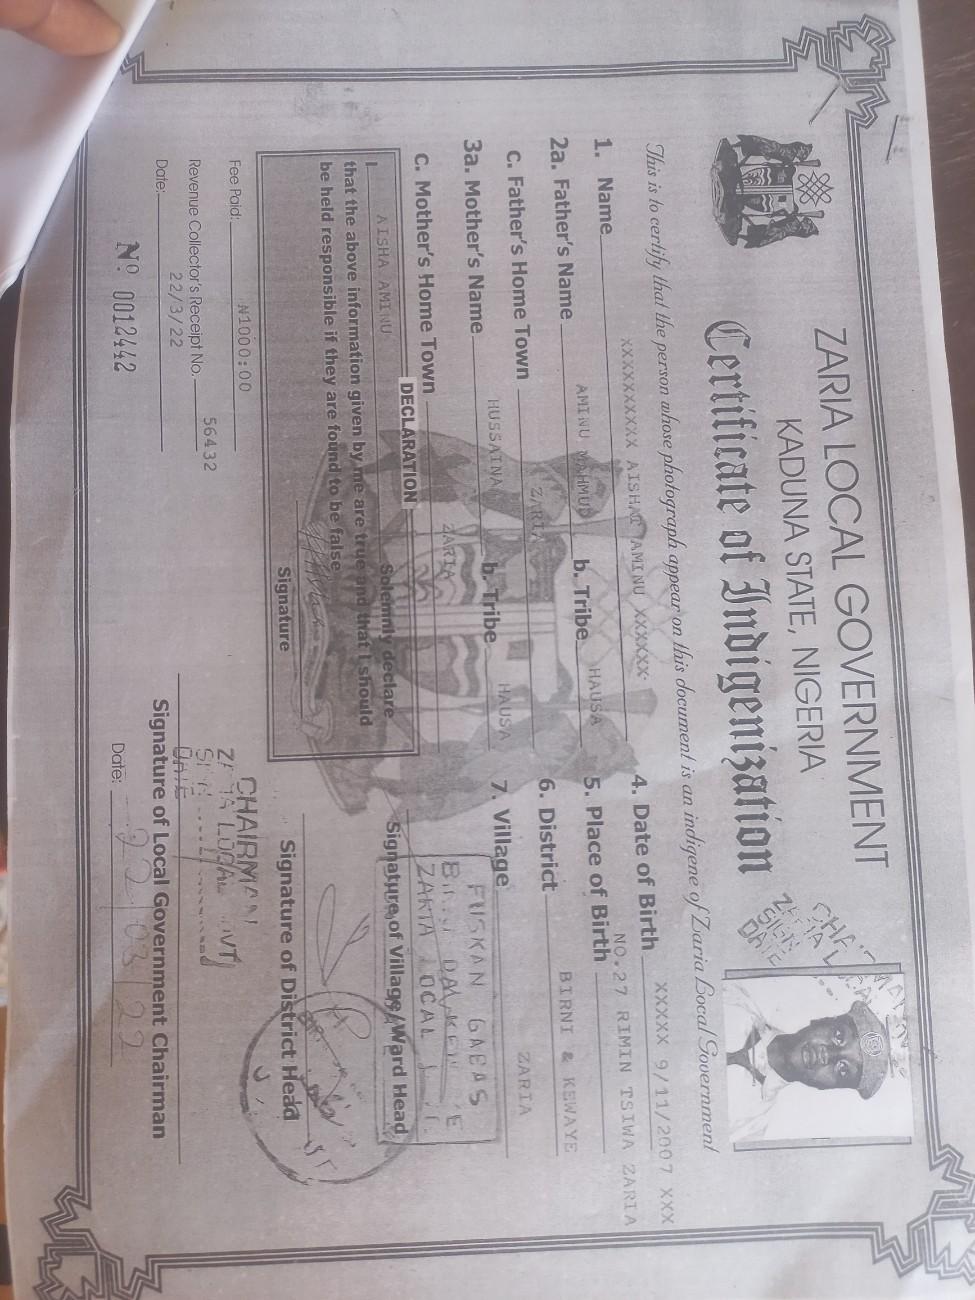 ZARIA LOCAL GOVERNMENT
KADUNA STATE, NIGERIA
Certificate of Indigenization
This is to certify that the person whose photograph appear on this document is an indigene of Zaria Local Government
1. Name XXXXXXXXX AISHAT AMINU XXXXXX
2a. Father's Name AMINU MAHMUD b. Tribe HAUSA
c. Father's Home Town ZARIA
3a. Mother's Name HUSSAINA b. Tribe HAUSA
c. Mother's Home Town ZARIA
4. Date of Birth XXXXX 9/11/2007 XXX
5. Place of Birth NO.27 RIMIN TSIWA ZARIA
6. District BIRNI & KEWAYE
7. Village ZARIA
DECLARATION
I AISHA AMINU Solemnly declare
that the above information given by me are true and that I should
be held responsible if they are found to be false
Signature
ZARIA LOCAL
Signature of Village/Ward Head
Signature of District Head
Fee Paid: N1000:00
Revenue Collector's Receipt No. 56432
Date: 22/3/22
Nº 0012442
CHAIRMAN
Signature of Local Government Chairman
Date: 22/03/22